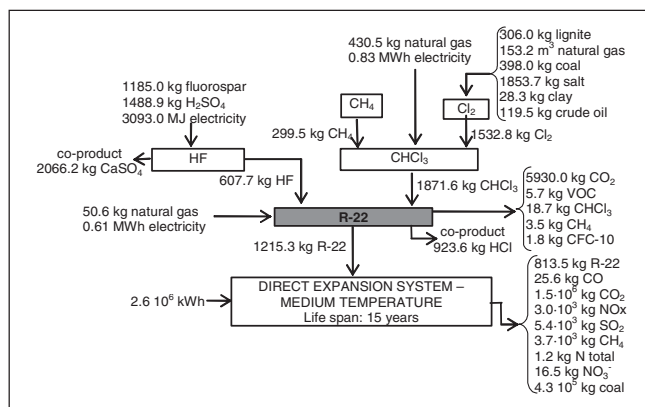 306.0 kg lignite
153.2 m³ natural gas
398.0 kg coal
1853.7 kg salt
28.3 kg clay
119.5 kg crude oil
430.5 kg natural gas
0.83 MWh electricity
1185.0 kg fluorospar
1488.9 kg H₂SO₄
3093.0 MJ electricity
CH₄
Cl₂
299.5 kg CH₄
1532.8 kg Cl₂
co-product
2066.2 kg CaSO₄
HF
CHCl₃
607.7 kg HF
1871.6 kg CHCl₃
5930.0 kg CO₂
5.7 kg VOC
18.7 kg CHCl₃
3.5 kg CH₄
1.8 kg CFC-10
50.6 kg natural gas
0.61 MWh electricity
R-22
co-product
923.6 kg HCl
1215.3 kg R-22
2.6 10⁶ kWh
DIRECT EXPANSION SYSTEM –
MEDIUM TEMPERATURE
Life span: 15 years
813.5 kg R-22
25.6 kg CO
1.5·10⁶ kg CO₂
3.0·10³ kg NOx
5.4·10³ kg SO₂
3.7·10³ kg CH₄
1.2 kg N total
16.5 kg NO₃⁻
4.3 10⁵ kg coal